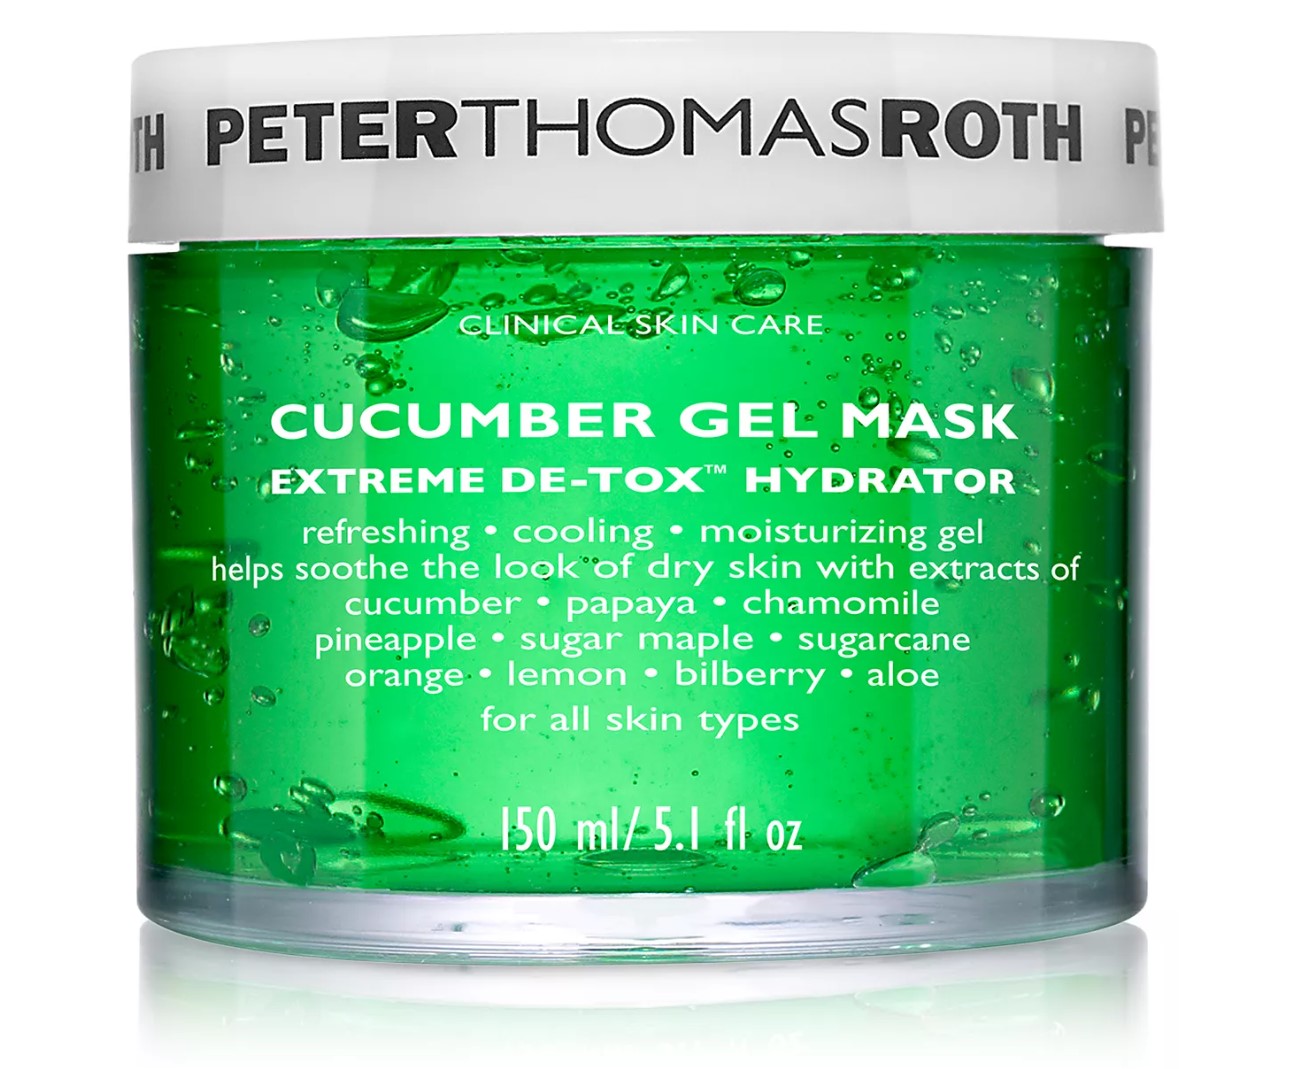 TH PETERTHOMASROTH PE
CLINICAL SKIN CARE
CUCUMBER GEL MASK
EXTREME DE-TOX™ HYDRATOR
refreshing • cooling • moisturizing gel
helps soothe the look of dry skin with extracts of
cucumber • papaya • chamomile
pineapple • sugar maple • sugarcane
orange • lemon • bilberry • aloe
for all skin types
150 ml/ 5.1 fl oz